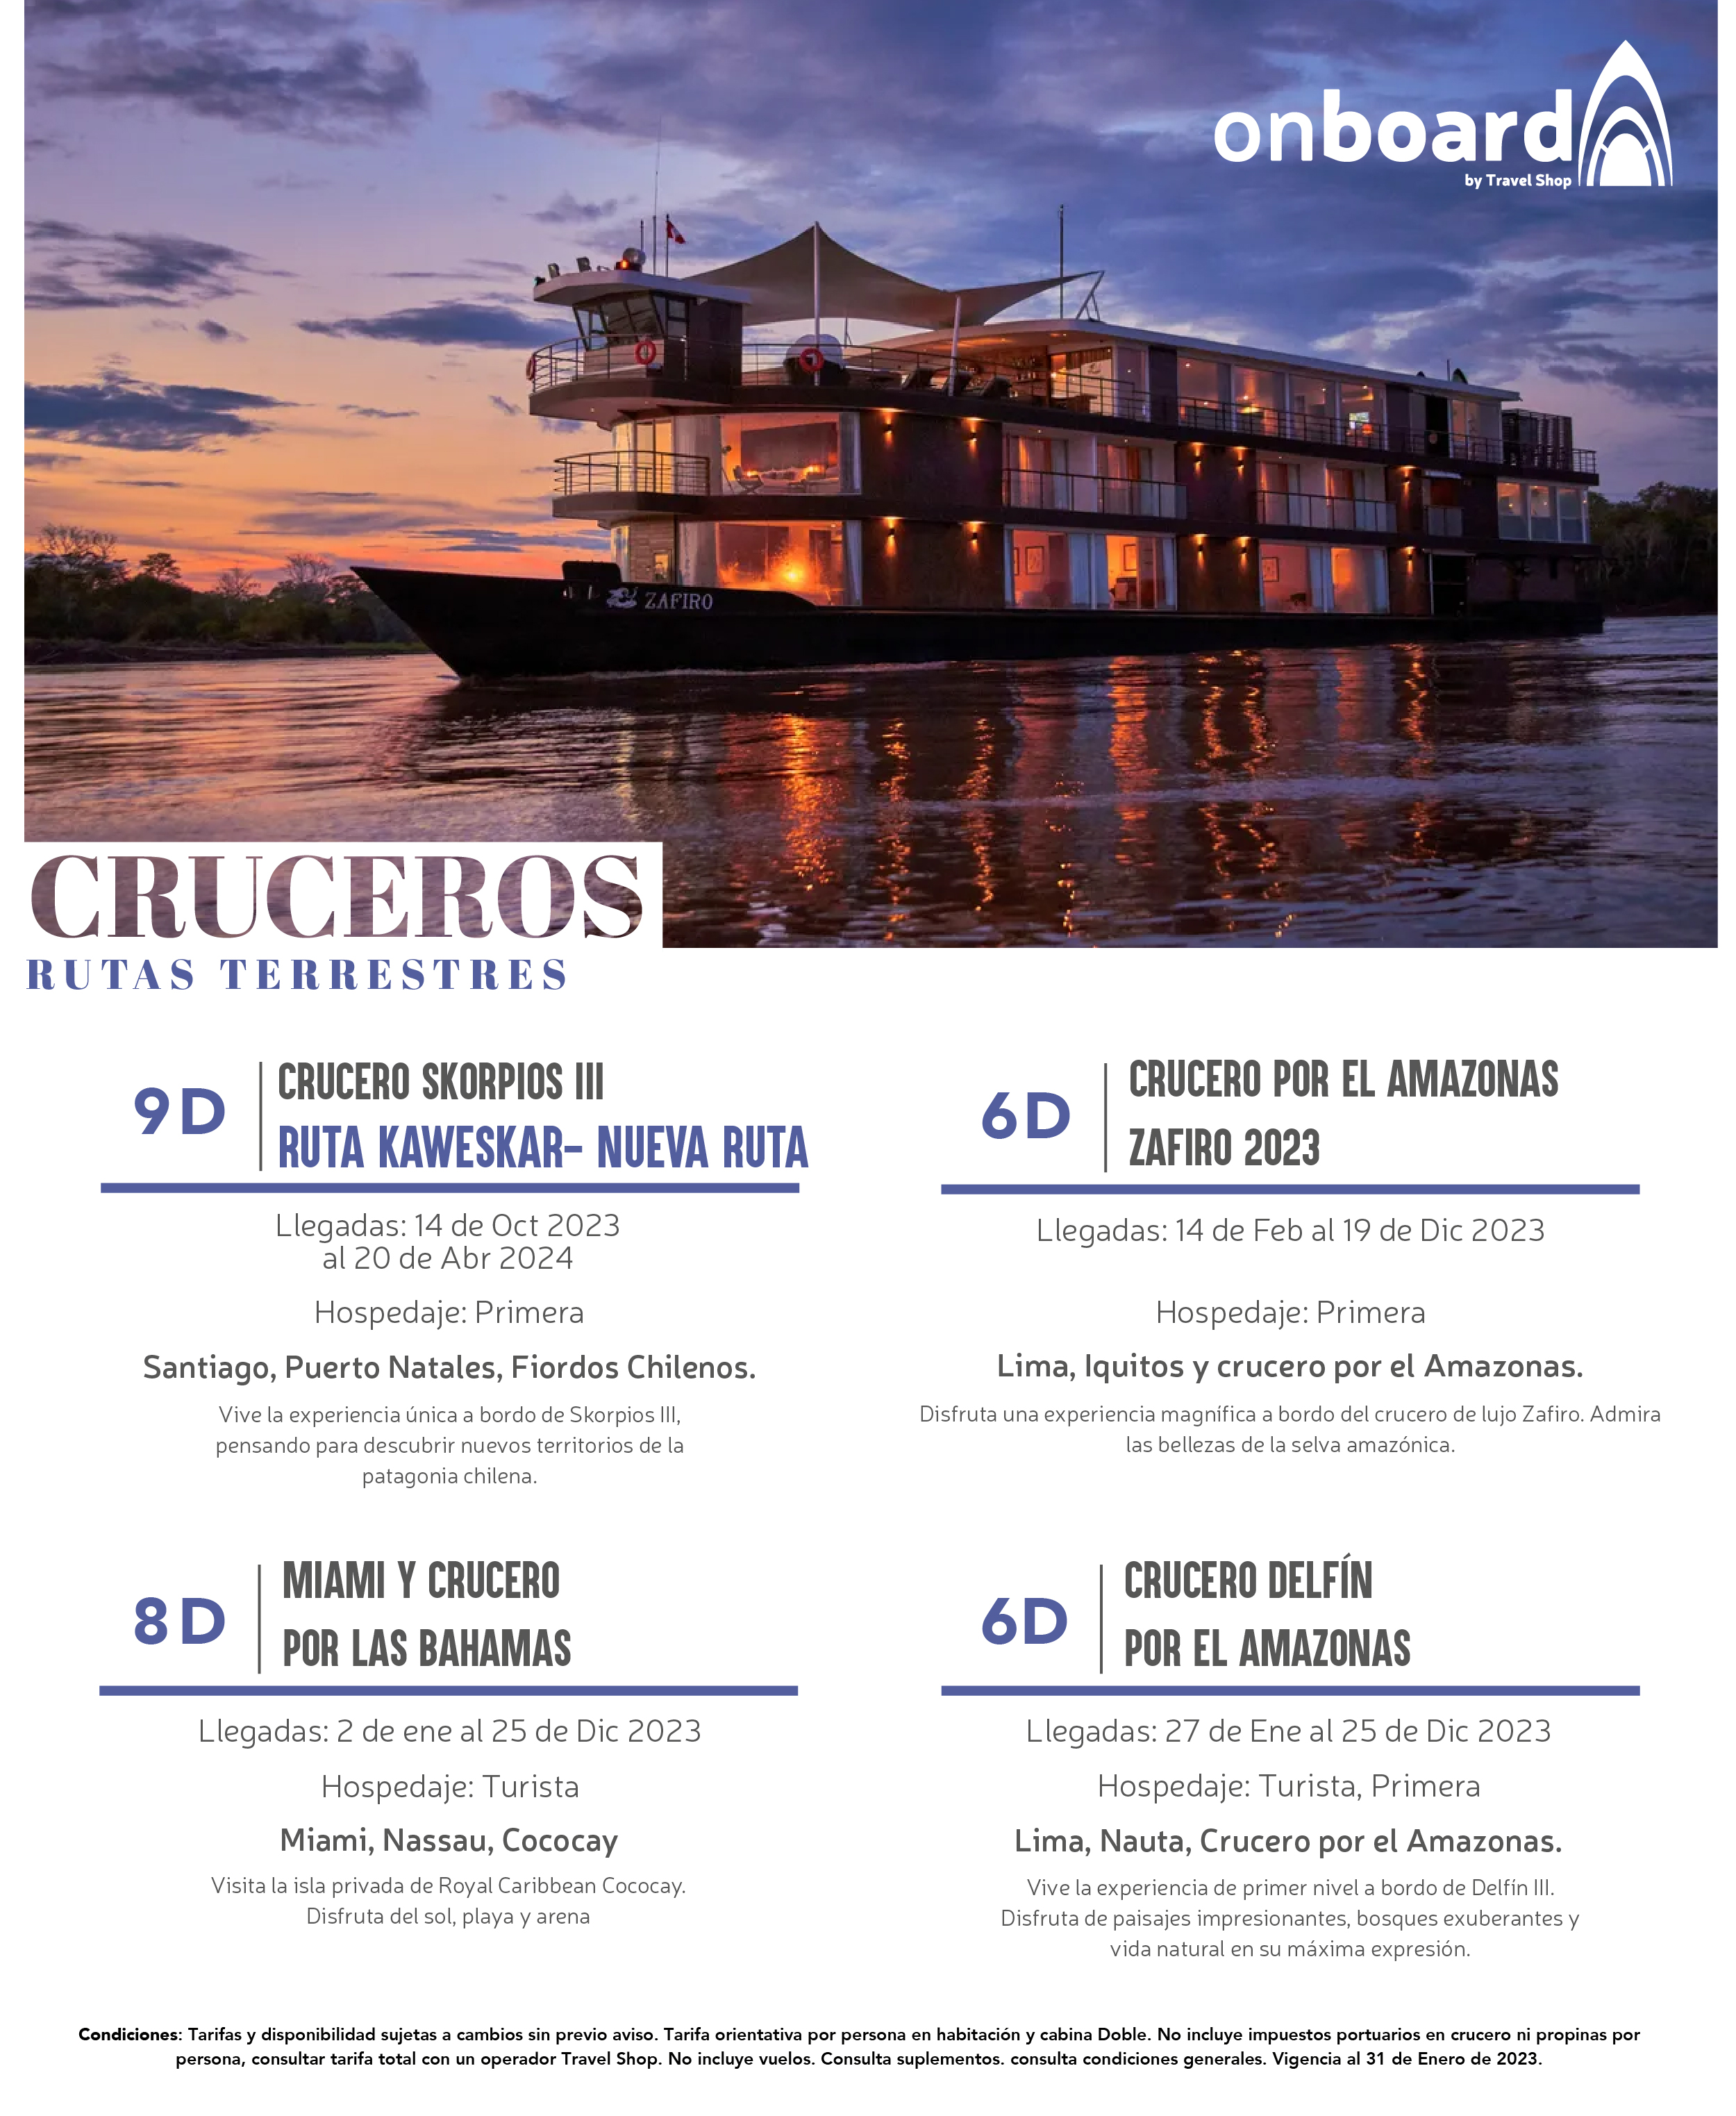 onboard
by Travel Shop
ZAFIRO
CRUCEROS
RUTAS TERRESTRES
9D
CRUCERO SKORPIOS III
RUTA KAWESKAR- NUEVA RUTA
Llegadas: 14 de Oct 2023
al 20 de Abr 2024
Hospedaje: Primera
Santiago, Puerto Natales, Fiordos Chilenos.
Vive la experiencia única a bordo de Skorpios III,
pensando para descubrir nuevos territorios de la
patagonia chilena.
6D
CRUCERO POR EL AMAZONAS
ZAFIRO 2023
Llegadas: 14 de Feb al 19 de Dic 2023
Hospedaje: Primera
Lima, Iquitos y crucero por el Amazonas.
Disfruta una experiencia magnífica a bordo del crucero de lujo Zafiro. Admira
las bellezas de la selva amazónica.
8D
MIAMI Y CRUCERO
POR LAS BAHAMAS
Llegadas: 2 de ene al 25 de Dic 2023
Hospedaje: Turista
Miami, Nassau, Cococay
Visita la isla privada de Royal Caribbean Cococay.
Disfruta del sol, playa y arena
6D
CRUCERO DELFÍN
POR EL AMAZONAS
Llegadas: 27 de Ene al 25 de Dic 2023
Hospedaje: Turista, Primera
Lima, Nauta, Crucero por el Amazonas.
Vive la experiencia de primer nivel a bordo de Delfín III.
Disfruta de paisajes impresionantes, bosques exuberantes y
vida natural en su máxima expresión.
Condiciones: Tarifas y disponibilidad sujetas a cambios sin previo aviso. Tarifa orientativa por persona en habitación y cabina Doble. No incluye impuestos portuarios en crucero ni propinas por
persona, consultar tarifa total con un operador Travel Shop. No incluye vuelos. Consulta suplementos. consulta condiciones generales. Vigencia al 31 de Enero de 2023.